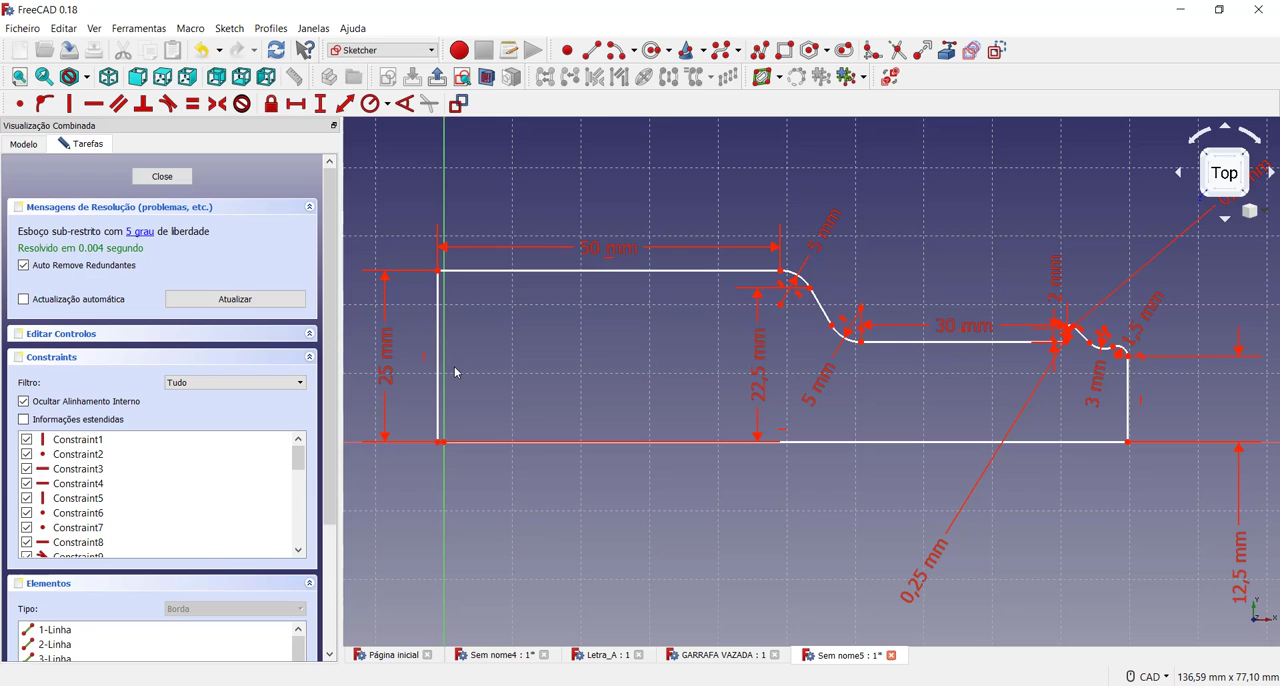 FreeCAD 0.18
Ficheiro Editar Ver Ferramentas Macro Sketch Profiles Janelas Ajuda
Sketcher
Visualização Combinada
Modelo Tarefas
Close
Mensagens de Resolução (problemas, etc.)
Esboço sub-restrito com 5 grau de liberdade
Resolvido em 0.004 segundo
Auto Remove Redundantes
Actualização automática Atualizar
Editar Controlos
Constraints
Filtro: Tudo
Ocultar Alinhamento Interno
Informações estendidas
Constraint1
Constraint2
Constraint3
Constraint4
Constraint5
Constraint6
Constraint7
Constraint8
Constraint9
Elementos
Tipo: Borda
1-Linha
2-Linha
3-Linha
Top
50 mm
5 mm
25 mm
22,5 mm
5 mm
30 mm
2 mm
1,5 mm
3 mm
0,25 mm
12,5 mm
Y
Z X
Página inicial Sem nome4 : 1* Letra_A : 1 GARRAFA VAZADA : 1 Sem nome5 : 1*
CAD 136,59 mm x 77,10 mm